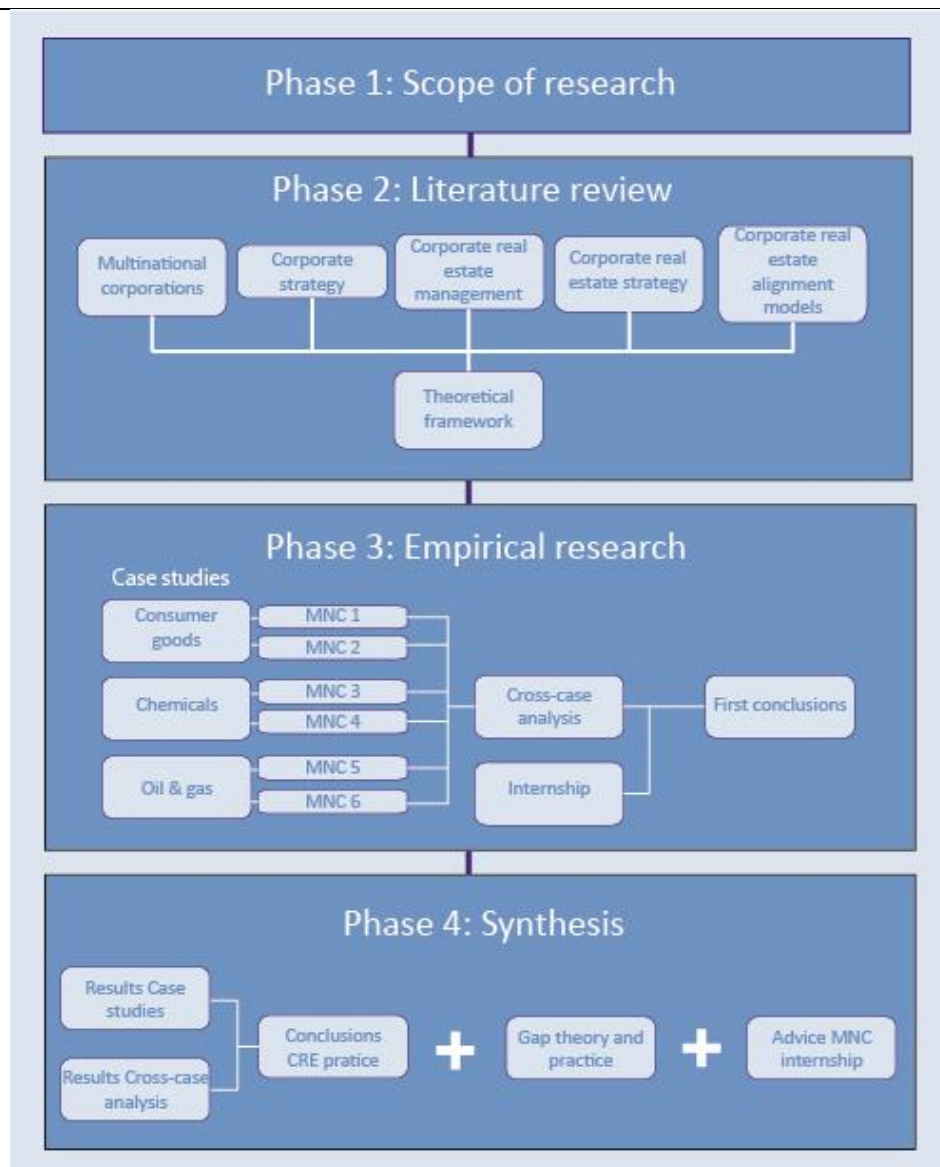 Phase 1: Scope of research
Phase 2: Literature review
Multinational
corporations
Corporate
strategy
Corporate real
estate
management
Corporate real
estate strategy
Corporate real
estate
alignment
models
Theoretical
framework
Phase 3: Empirical research
Case studies
Consumer
goods
MNC 1
MNC 2
Chemicals
MNC 3
MNC 4
Oil & gas
MNC 5
MNC 6
Cross-case
analysis
Internship
First conclusions
Phase 4: Synthesis
Results Case
studies
Results Cross-case
analysis
Conclusions
CRE pratice
+
Gap theory and
practice
+
Advice MNC
internship